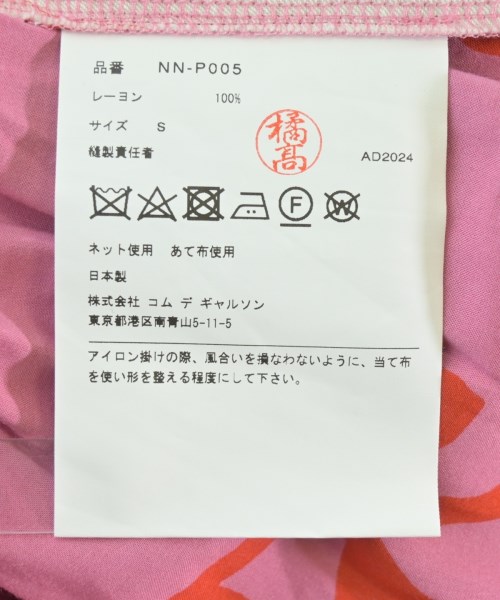 品番 NN-P005
レーヨン 100%
サイズ S
縫製責任者 橘高 AD2024
F W
ネット使用 あて布使用
日本製
株式会社 コム デ ギャルソン
東京都港区南青山5-11-5
アイロン掛けの際、風合いを損なわないように、当て布
を使い形を整える程度にして下さい。